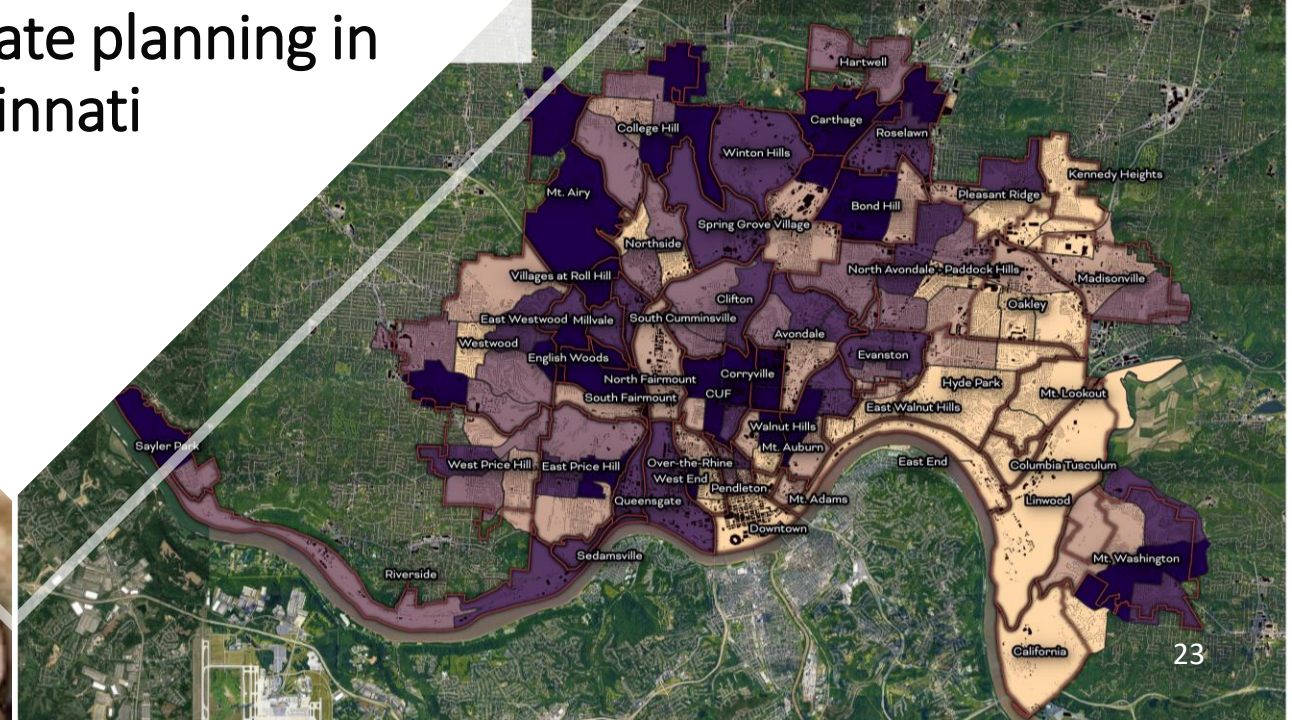 ate planning in
innati
Hartwell
Carthage
College Hill
Roselawn
Winton Hills
Kennedy Heights
Mt. Airy
Pleasant Ridge
Bond Hill
Spring Grove Village
Northside
Villages at Roll Hill
North Avondale - Paddock Hills
Madisonville
Clifton
Oakley
East Westwood
Millvale
South Cumminsville
Avondale
Westwood
English Woods
Evanston
Corryville
North Fairmount
Hyde Park
CUF
Mt. Lookout
South Fairmount
East Walnut Hills
Walnut Hills
Sayler Park
Mt. Auburn
West Price Hill
East Price Hill
Over-the-Rhine
East End
Columbia Tusculum
West End
Pendleton
Queensgate
Mt. Adams
Linwood
Downtown
Sedamsville
Mt. Washington
Riverside
California
23